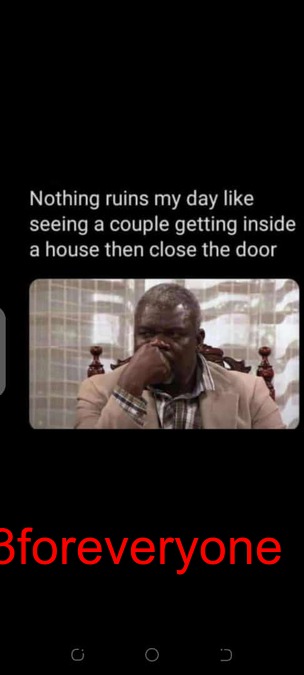 Nothing ruins my day like
seeing a couple getting inside
a house then close the door
3foreveryone